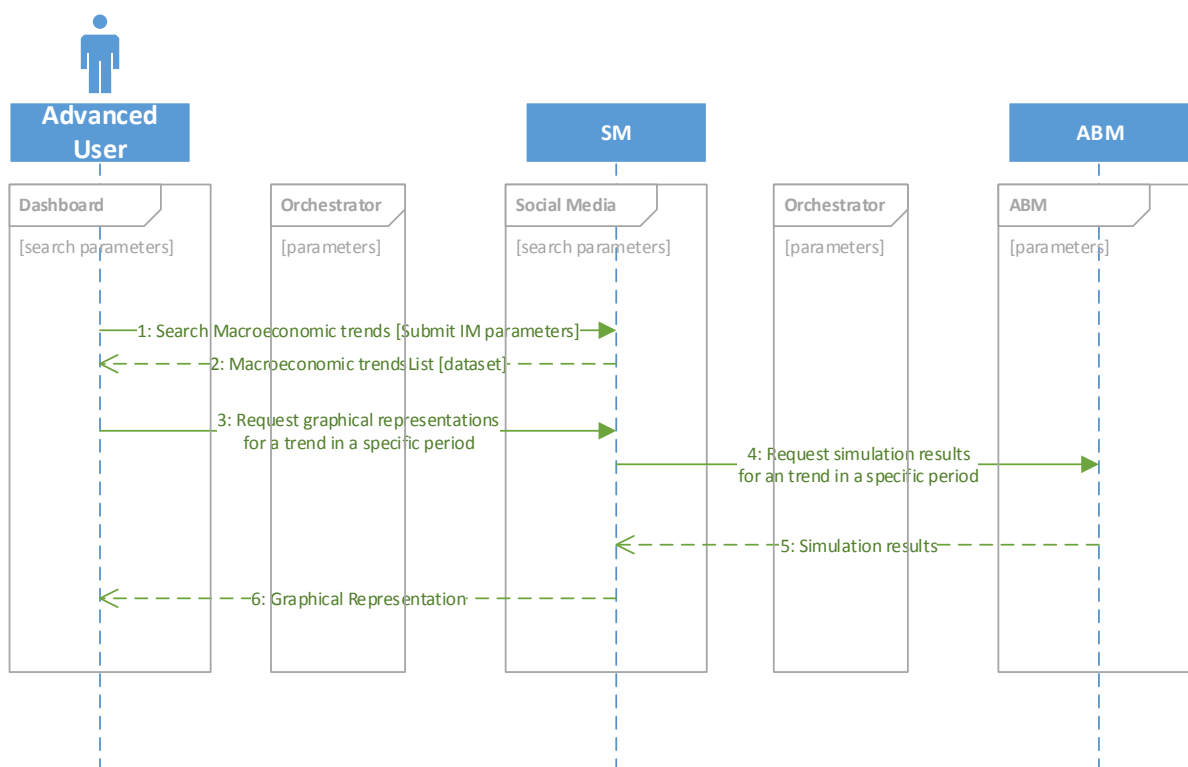 Advanced
User
SM
ABM
Dashboard
Orchestrator
Social Media
Orchestrator
ABM
[search parameters]
[parameters]
[search parameters]
[parameters]
[parameters]
1: Search Macroeconomic trends [Submit IM parameters]
2: Macroeconomic trends List [dataset]
3: Request graphical representations
for a trend in a specific period
4: Request simulation results
for an trend in a specific period
5: Simulation results
6: Graphical Representation